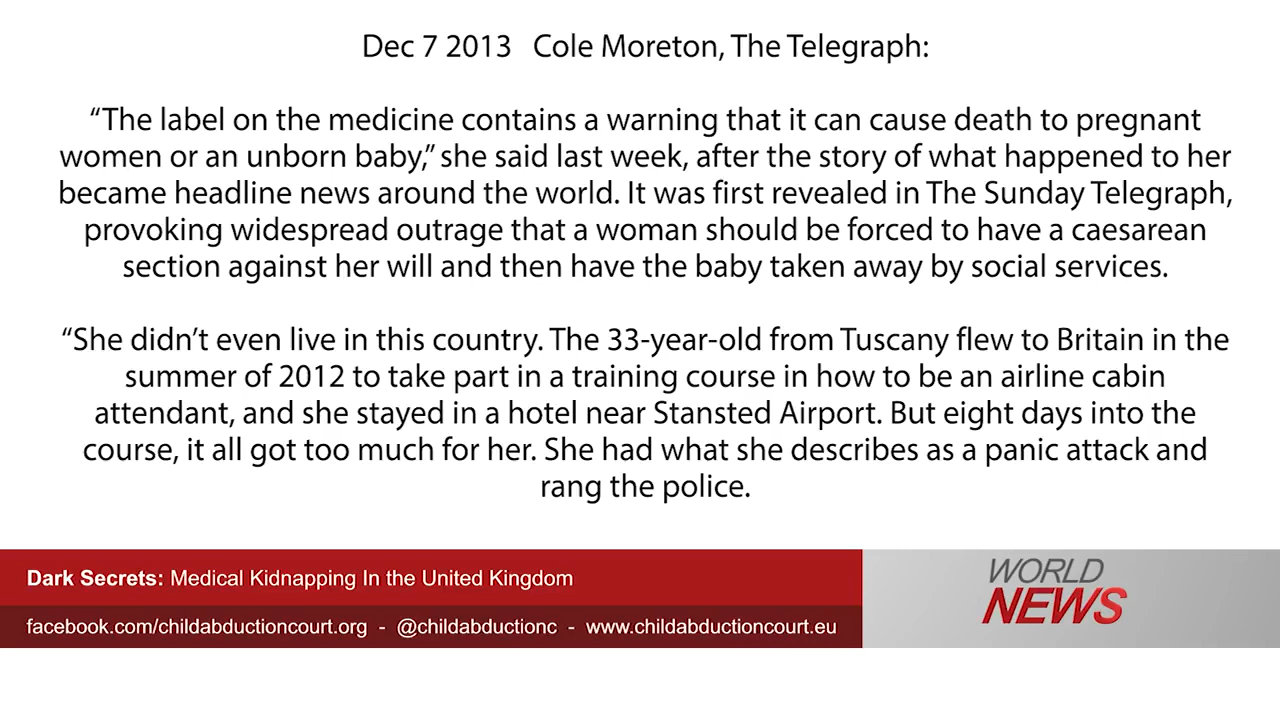 Dec 7 2013 Cole Moreton, The Telegraph:
“The label on the medicine contains a warning that it can cause death to pregnant
women or an unborn baby,” she said last week, after the story of what happened to her
became headline news around the world. It was first revealed in The Sunday Telegraph,
provoking widespread outrage that a woman should be forced to have a caesarean
section against her will and then have the baby taken away by social services.
“She didn’t even live in this country. The 33-year-old from Tuscany flew to Britain in the
summer of 2012 to take part in a training course in how to be an airline cabin
attendant, and she stayed in a hotel near Stansted Airport. But eight days into the
course, it all got too much for her. She had what she describes as a panic attack and
rang the police.
Dark Secrets: Medical Kidnapping In the United Kingdom
facebook.com/childabductioncourt.org - @childabductionc - www.childabductioncourt.eu
WORLD
NEWS